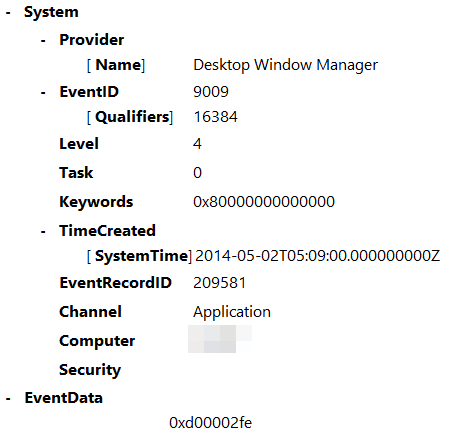 - System
- Provider
[ Name] Desktop Window Manager
- EventID 9009
[ Qualifiers] 16384
Level 4
Task 0
Keywords 0x80000000000000
- TimeCreated
[ SystemTime] 2014-05-02T05:09:00.000000000Z
EventRecordID 209581
Channel Application
Computer
Security
- EventData
0xd00002fe